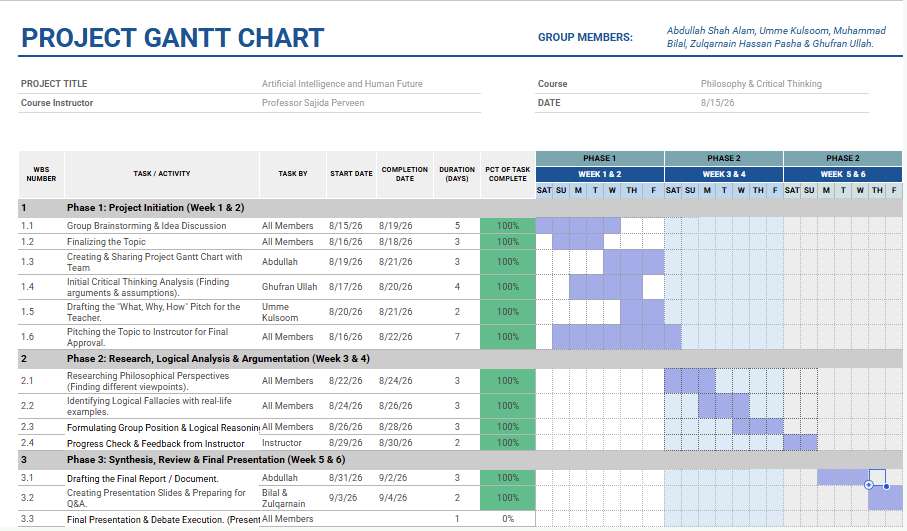 PROJECT GANTT CHART
GROUP MEMBERS:
Abdullah Shah Alam, Umme Kulsoom, Muhammad
Bilal, Zulqarnain Hassan Pasha & Ghufran Ullah.
PROJECT TITLE Artificial Intelligence and Human Future Course Philosophy & Critical Thinking
Course Instructor Professor Sajida Perveen DATE 8/15/26
WBS NUMBER TASK / ACTIVITY TASK BY START DATE COMPLETION DATE DURATION (DAYS) PCT OF TASK COMPLETE
PHASE 1 PHASE 2 PHASE 2
WEEK 1 & 2 WEEK 3 & 4 WEEK 5 & 6
SAT SU M T W TH F SAT SU M T W TH F SAT SU M T W TH F
1 Phase 1: Project Initiation (Week 1 & 2)
1.1 Group Brainstorming & Idea Discussion All Members 8/15/26 8/19/26 5 100%
1.2 Finalizing the Topic All Members 8/16/26 8/18/26 3 100%
1.3 Creating & Sharing Project Gantt Chart with
Team Abdullah 8/19/26 8/21/26 3 100%
1.4 Initial Critical Thinking Analysis (Finding
arguments & assumptions). Ghufran Ullah 8/17/26 8/20/26 4 100%
1.5 Drafting the "What, Why, How" Pitch for the
Teacher. Umme Kulsoom 8/20/26 8/21/26 2 100%
1.6 Pitching the Topic to Instrcutor for Final
Approval. All Members 8/16/26 8/22/26 7 100%
2 Phase 2: Research, Logical Analysis & Argumentation (Week 3 & 4)
2.1 Researching Philosophical Perspectives
(Finding different viewpoints). All Members 8/22/26 8/24/26 3 100%
2.2 Identifying Logical Fallacies with real-life
examples. All Members 8/24/26 8/26/26 3 100%
2.3 Formulating Group Position & Logical Reasoning All Members 8/26/26 8/28/26 3 100%
2.4 Progress Check & Feedback from Instructor Instructor 8/29/26 8/30/26 2 100%
3 Phase 3: Synthesis, Review & Final Presentation (Week 5 & 6)
3.1 Drafting the Final Report / Document. Abdullah 8/31/26 9/2/26 3 100%
3.2 Creating Presentation Slides & Preparing for
Q&A. Bilal & Zulqarnain 9/3/26 9/4/26 2 100%
3.3 Final Presentation & Debate Execution. (Present All Members 1 0%